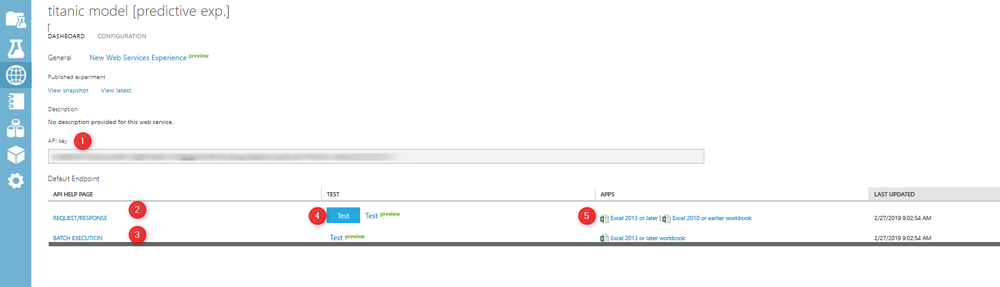 titanic model [predictive exp.]
DASHBOARD CONFIGURATION
General New Web Services Experience preview
Published experiment
View snapshot View latest
Description
No description provided for this web service.
API key 1
Default Endpoint
API HELP PAGE TEST APPS LAST UPDATED
REQUEST/RESPONSE 2 4 Test Test preview 5 Excel 2013 or later | Excel 2010 or earlier workbook 2/27/2019 9:02:54 AM
BATCH EXECUTION 3 Test preview Excel 2013 or later workbook 2/27/2019 9:02:54 AM